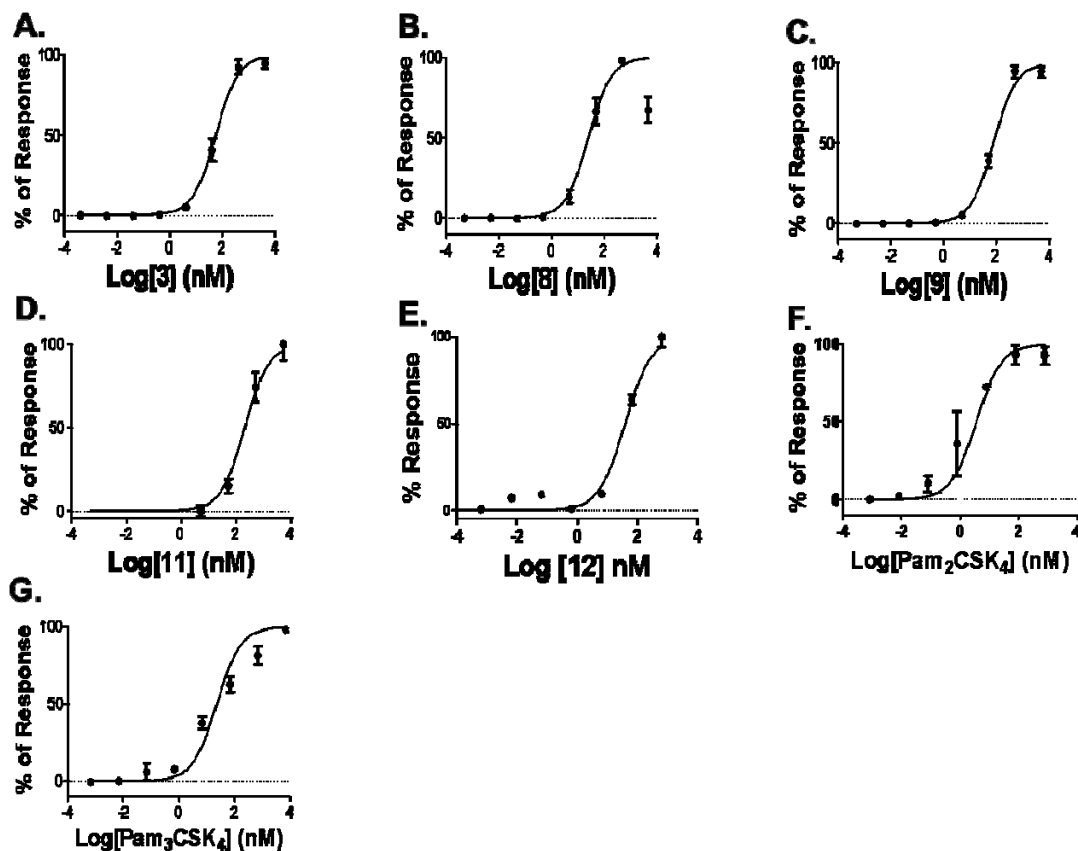 A.
% of Response
100
50
0
-4 -2 0 2 4
Log[3] (nM)
B.
% of Response
100
50
0
-4 -2 0 2 4
Log[8] (nM)
C.
% of Response
100
50
0
-4 -2 0 2 4
Log[9] (nM)
D.
% of Response
100
50
0
-4 -2 0 2 4
Log[11] (nM)
E.
% Response
100
50
0
-4 -2 0 2 4
Log [12] nM
F.
% of Response
100
50
0
-4 -2 0 2 4
Log[Pam₂CSK₄] (nM)
G.
% of Response
100
50
0
-4 -2 0 2 4
Log[Pam₃CSK₄] (nM)